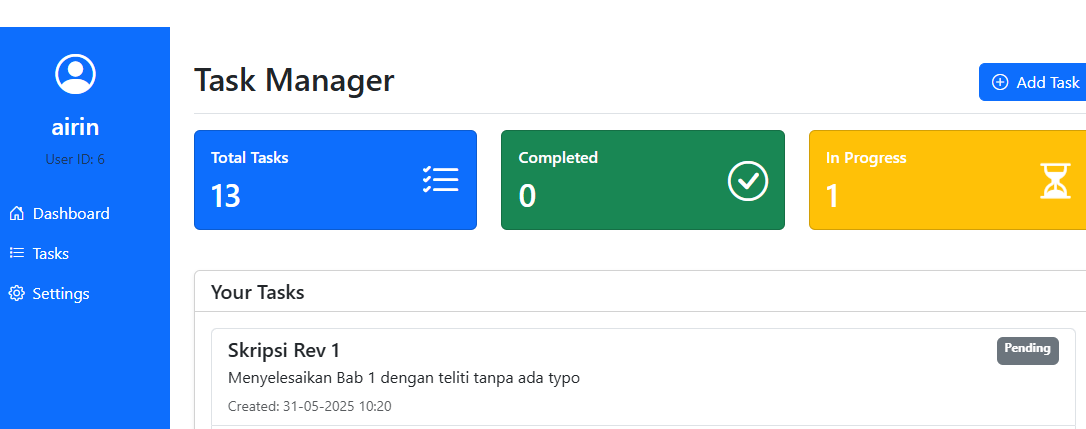 airin
User ID: 6
Dashboard
Tasks
Settings
Task Manager
Add Task
Total Tasks
13
Completed
0
In Progress
1
Your Tasks
Skripsi Rev 1
Pending
Menyelesaikan Bab 1 dengan teliti tanpa ada typo
Created: 31-05-2025 10:20